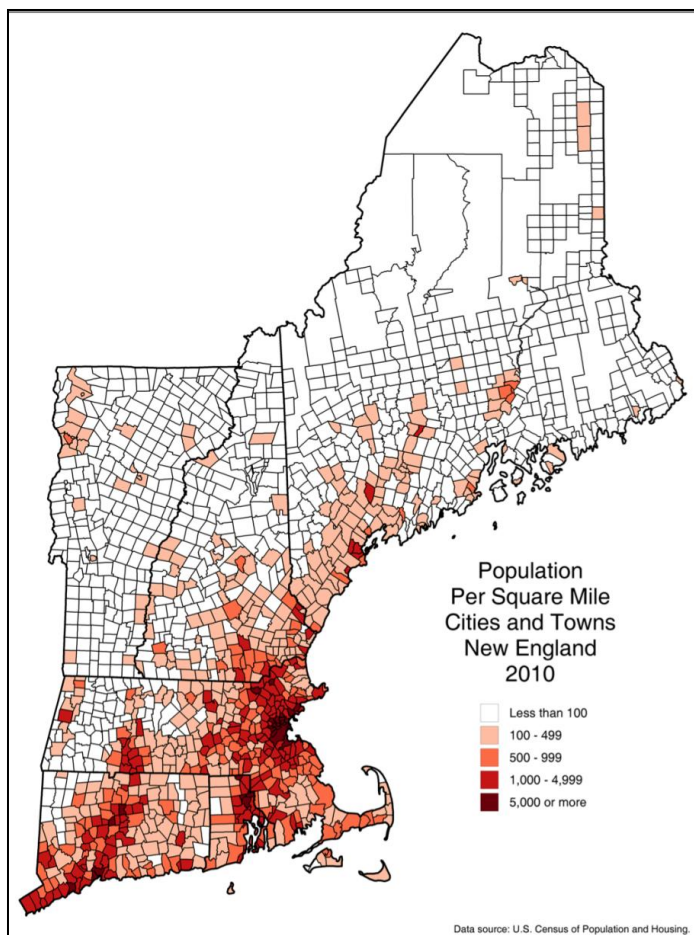 Population
Per Square Mile
Cities and Towns
New England
2010
Less than 100
100 - 499
500 - 999
1,000 - 4,999
5,000 or more
Data source: U.S. Census of Population and Housing.